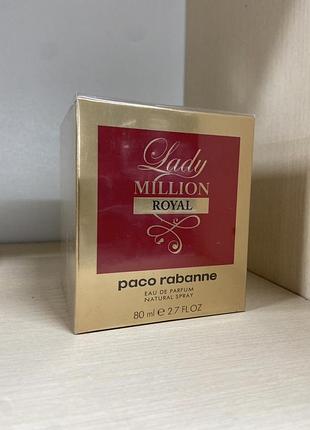 Lady
MILLION
ROYAL
paco rabanne
EAU DE PARFUM
NATURAL SPRAY
80 ml e 2.7 FL OZ